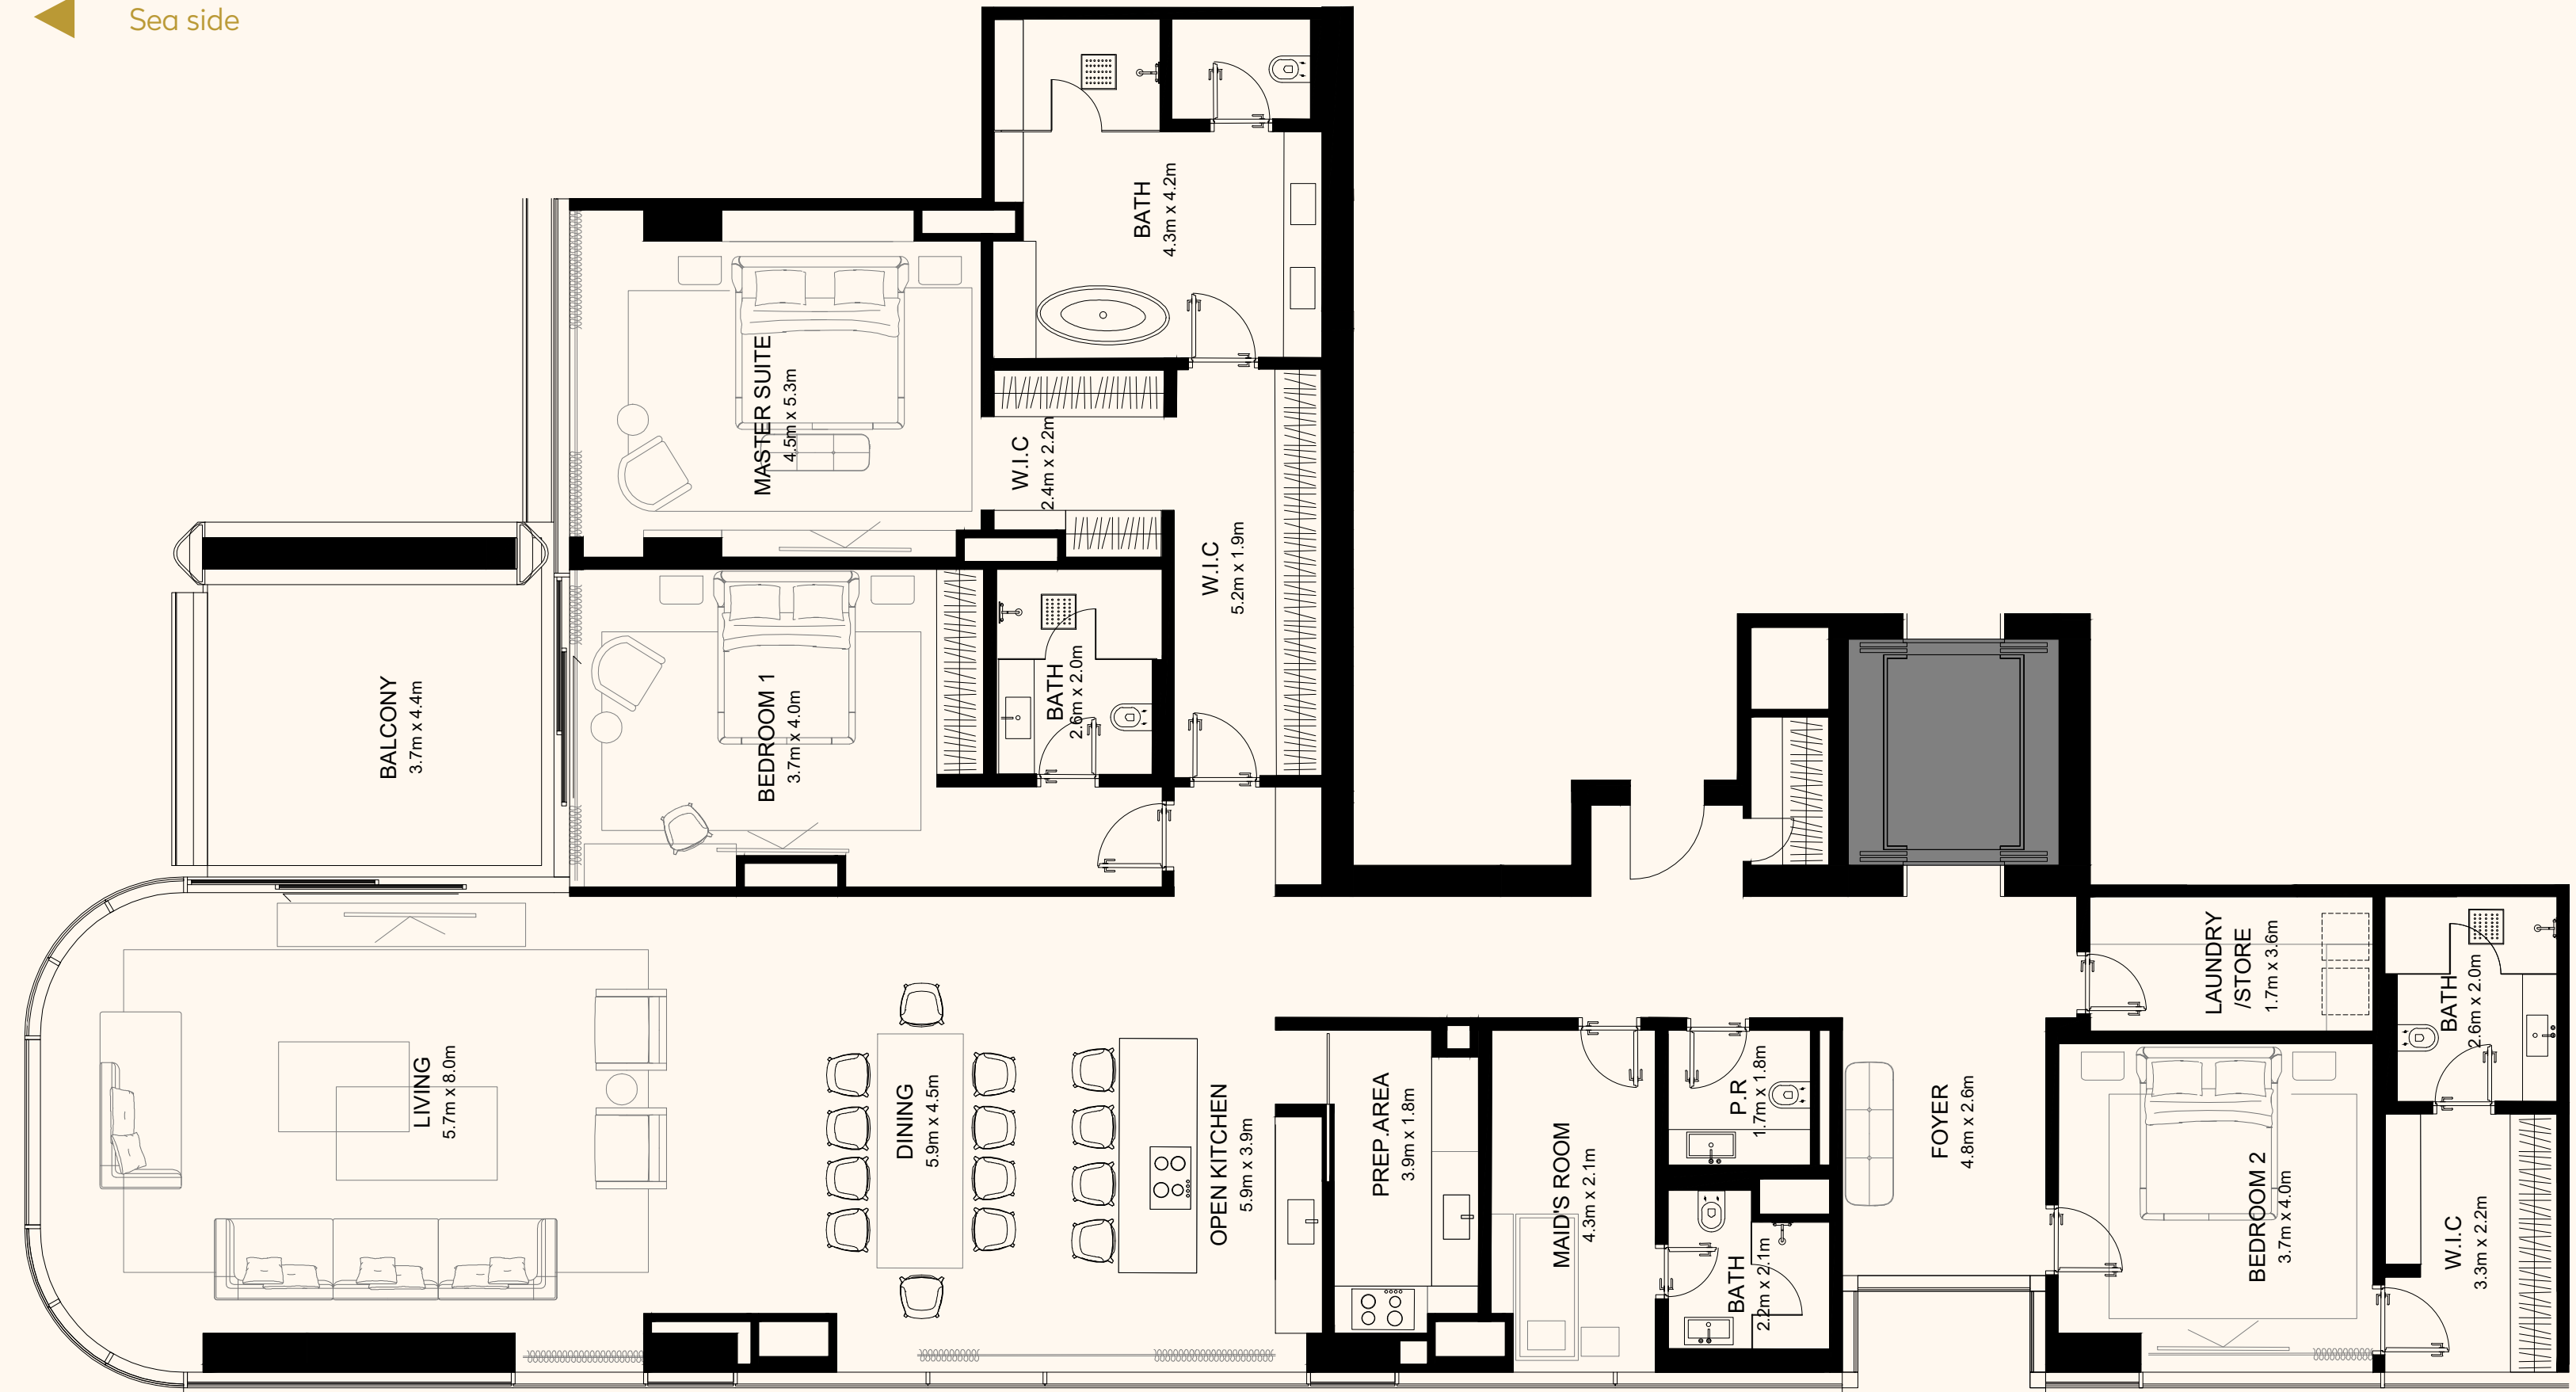 Sea side
BATH
4.3m x 4.2m
MASTER SUITE
4.5m x 5.3m
W.I.C
2.4m x 2.2m
W.I.C
5.2m x 1.9m
BALCONY
3.7m x 4.4m
BEDROOM 1
3.7m x 4.0m
BATH
2.6m x 2.0m
LIVING
5.7m x 8.0m
DINING
5.9m x 4.5m
OPEN KITCHEN
5.9m x 3.9m
PREP.AREA
3.9m x 1.8m
MAID'S ROOM
4.3m x 2.1m
P.R
1.7m x 1.8m
BATH
2.2m x 2.1m
FOYER
4.8m x 2.6m
LAUNDRY
/STORE
1.7m x 3.6m
BATH
2.6m x 2.0m
BEDROOM 2
3.7m x 4.0m
W.I.C
3.3m x 2.2m